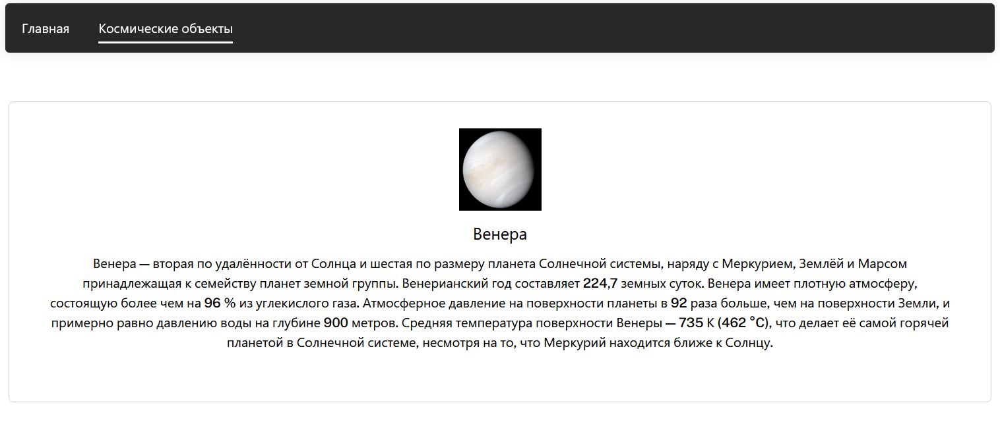 Главная Космические объекты
Венера
Венера — вторая по удалённости от Солнца и шестая по размеру планета Солнечной системы, наряду с Меркурием, Землёй и Марсом
принадлежащая к семейству планет земной группы. Венерианский год составляет 224,7 земных суток. Венера имеет плотную атмосферу,
состоящую более чем на 96 % из углекислого газа. Атмосферное давление на поверхности планеты в 92 раза больше, чем на поверхности Земли, и
примерно равно давлению воды на глубине 900 метров. Средняя температура поверхности Венеры — 735 К (462 °C), что делает её самой горячей
планетой в Солнечной системе, несмотря на то, что Меркурий находится ближе к Солнцу.